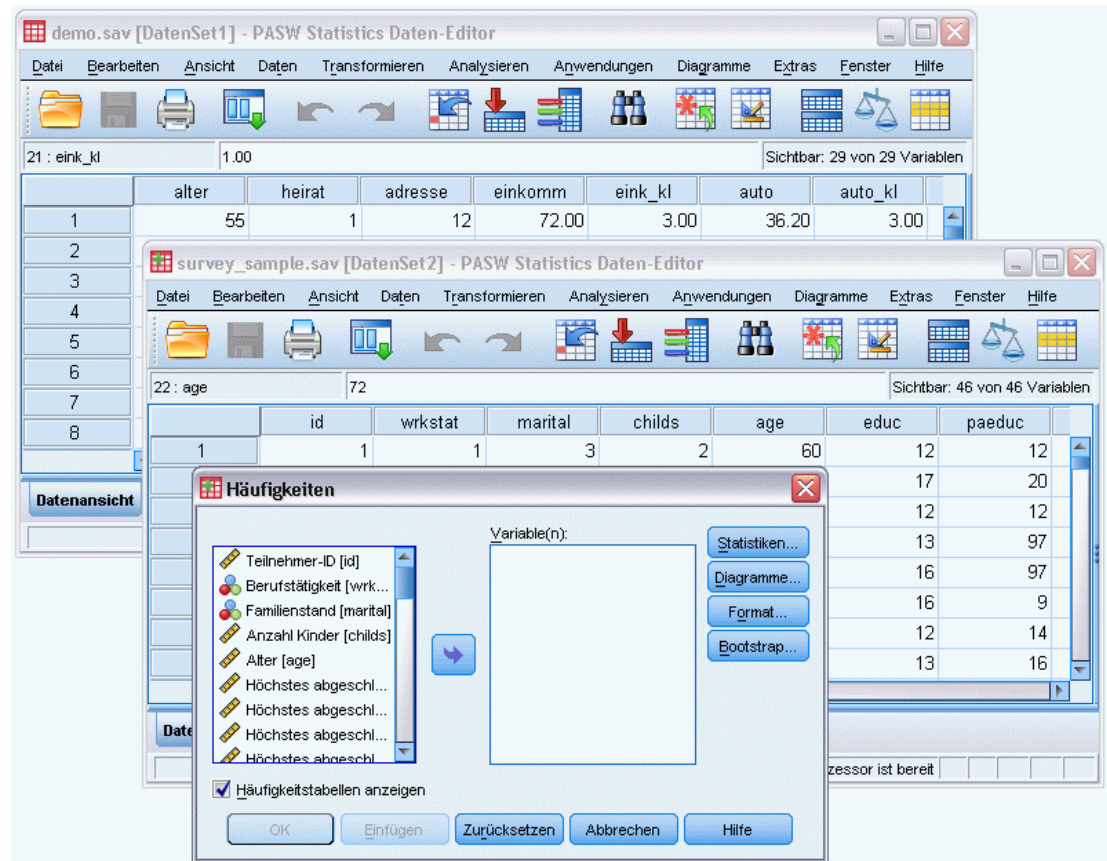 demo.sav [DatenSet1] - PASW Statistics Daten-Editor
Datei Bearbeiten Ansicht Daten Transformieren Analysieren Anwendungen Diagramme Extras Fenster Hilfe
21 : eink_kl 1.00 Sichtbar: 29 von 29 Variablen
alter heirat adresse einkomm eink_kl auto auto_kl
1 55 1 12 72.00 3.00 36.20 3.00
2
3
4
5
6
7
8
Datenansicht
survey_sample.sav [DatenSet2] - PASW Statistics Daten-Editor
Datei Bearbeiten Ansicht Daten Transformieren Analysieren Anwendungen Diagramme Extras Fenster Hilfe
22 : age 72 Sichtbar: 46 von 46 Variablen
id wrkstat marital childs age educ paeduc
1 1 1 3 2 60 12 12
17 20
12 12
13 97
16 97
16 9
12 14
13 16
zessor ist bereit
Häufigkeiten
Variable(n):
Teilnehmer-ID [id]
Berufstätigkeit [wrk...
Familienstand [marital]
Anzahl Kinder [childs]
Alter [age]
Höchstes abgeschl...
Höchstes abgeschl...
Höchstes abgeschl...
Höchstes abgeschl
Statistiken...
Diagramme...
Format...
Bootstrap...
Häufigkeitstabellen anzeigen
OK Einfügen Zurücksetzen Abbrechen Hilfe